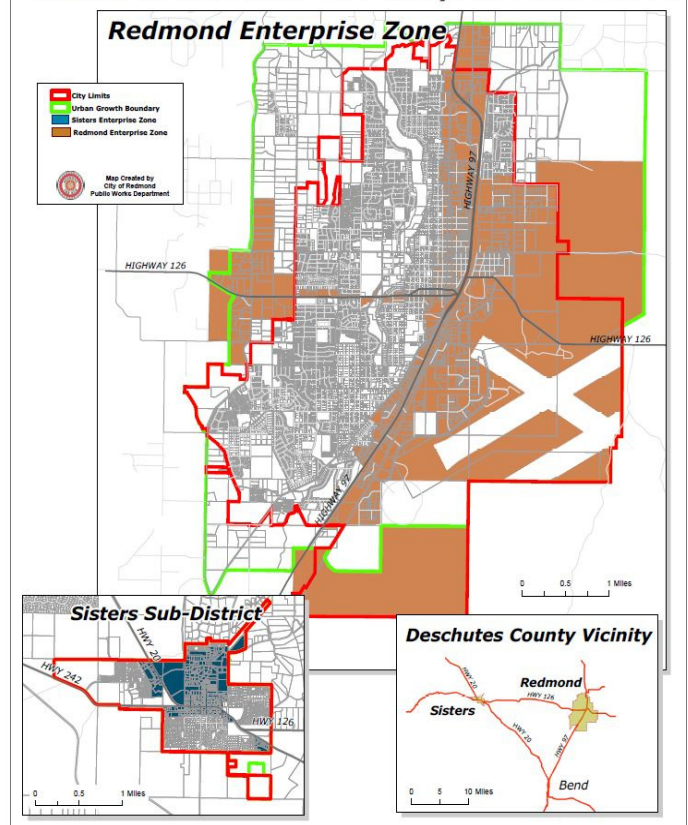 Redmond Enterprise Zone
City Limits
Urban Growth Boundary
Sisters Enterprise Zone
Redmond Enterprise Zone
Map Created by
City of Redmond
Public Works Department
HIGHWAY 97
HIGHWAY 126
HIGHWAY 126
HIGHWAY 97
0 0.5 1 Miles
Sisters Sub-District
HWY 20
HWY 242
HWY 126
0 1 Miles
Deschutes County Vicinity
HWY 20
Redmond
HWY 126
Sisters
HWY 20
HWY 97
Bend
0 5 10 Miles